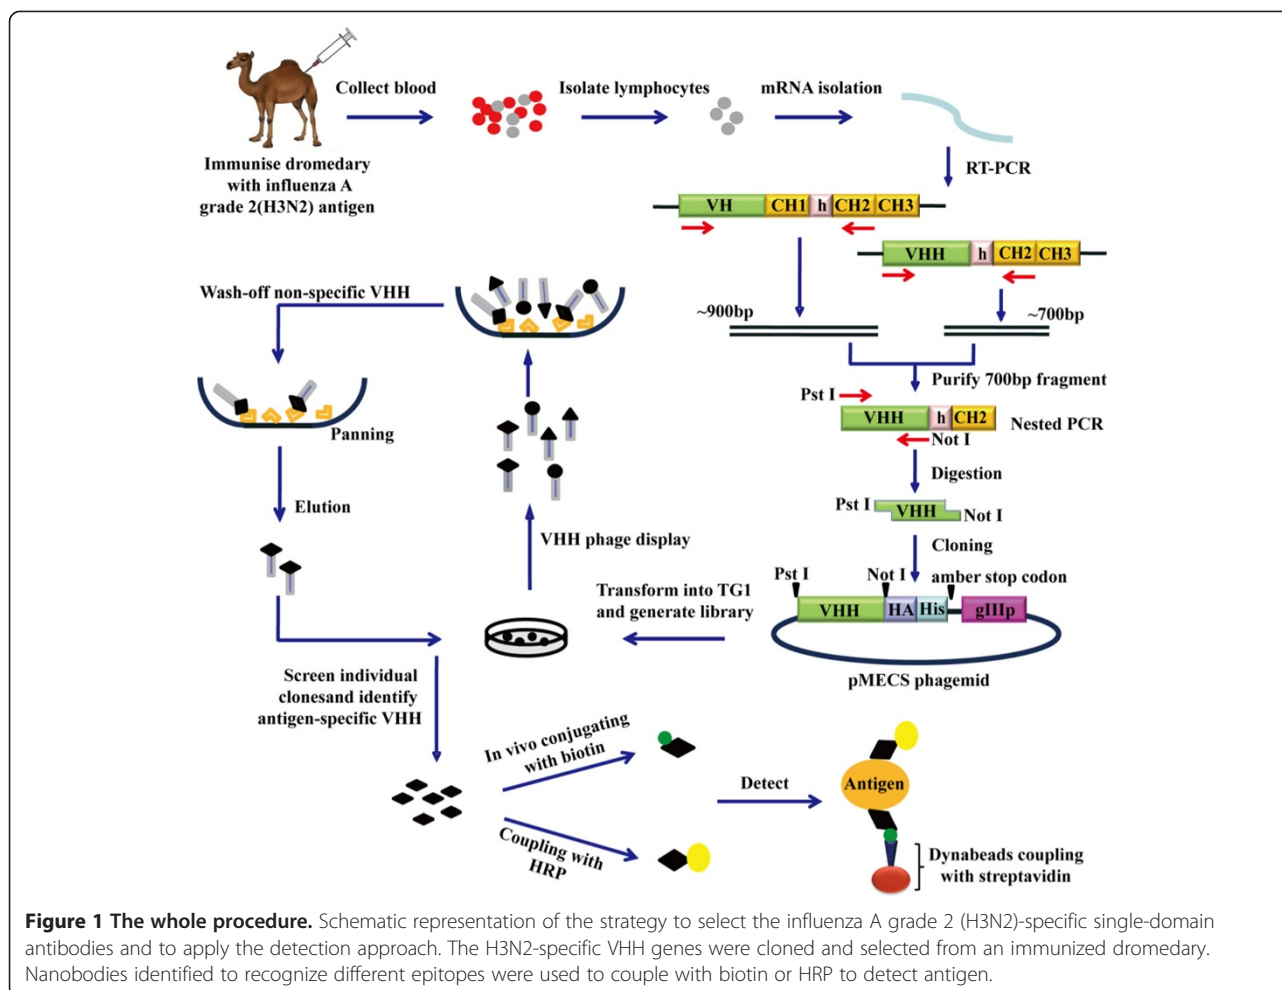 Collect blood
Isolate lymphocytes
mRNA isolation
Immunise dromedary
with influenza A
grade 2(H3N2) antigen
RT-PCR
VH
CH1
h
CH2
CH3
VHH
h
CH2
CH3
~900bp
~700bp
Purify 700bp fragment
Pst I
VHH
h
CH2
Nested PCR
Not I
Digestion
Pst I
VHH
Not I
Cloning
Pst I
Not I
amber stop codon
VHH
HA
His
gIIIp
pMECS phagemid
Transform into TG1
and generate library
VHH phage display
Wash-off non-specific VHH
Panning
Elution
Screen individual
clonesand identify
antigen-specific VHH
In vivo conjugating
with biotin
Coupling with
HRP
Detect
Antigen
Dynabeads coupling
with streptavidin
Figure 1 The whole procedure. Schematic representation of the strategy to select the influenza A grade 2 (H3N2)-specific single-domain
antibodies and to apply the detection approach. The H3N2-specific VHH genes were cloned and selected from an immunized dromedary.
Nanobodies identified to recognize different epitopes were used to couple with biotin or HRP to detect antigen.